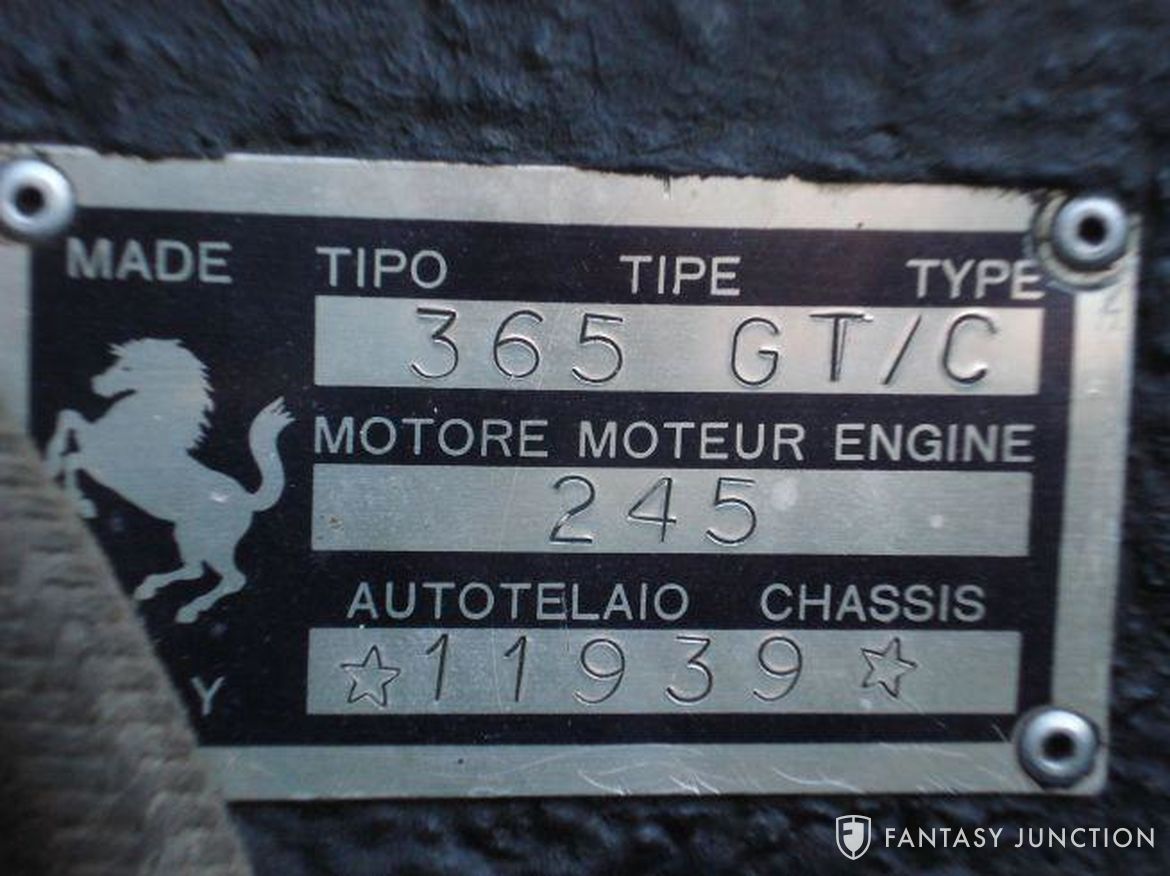 MADE TIPO TIPE TYPE
365 GT/C
MOTORE MOTEUR ENGINE
245
AUTOTELAIO CHASSIS
☆11939☆
Y
FANTASY JUNCTION